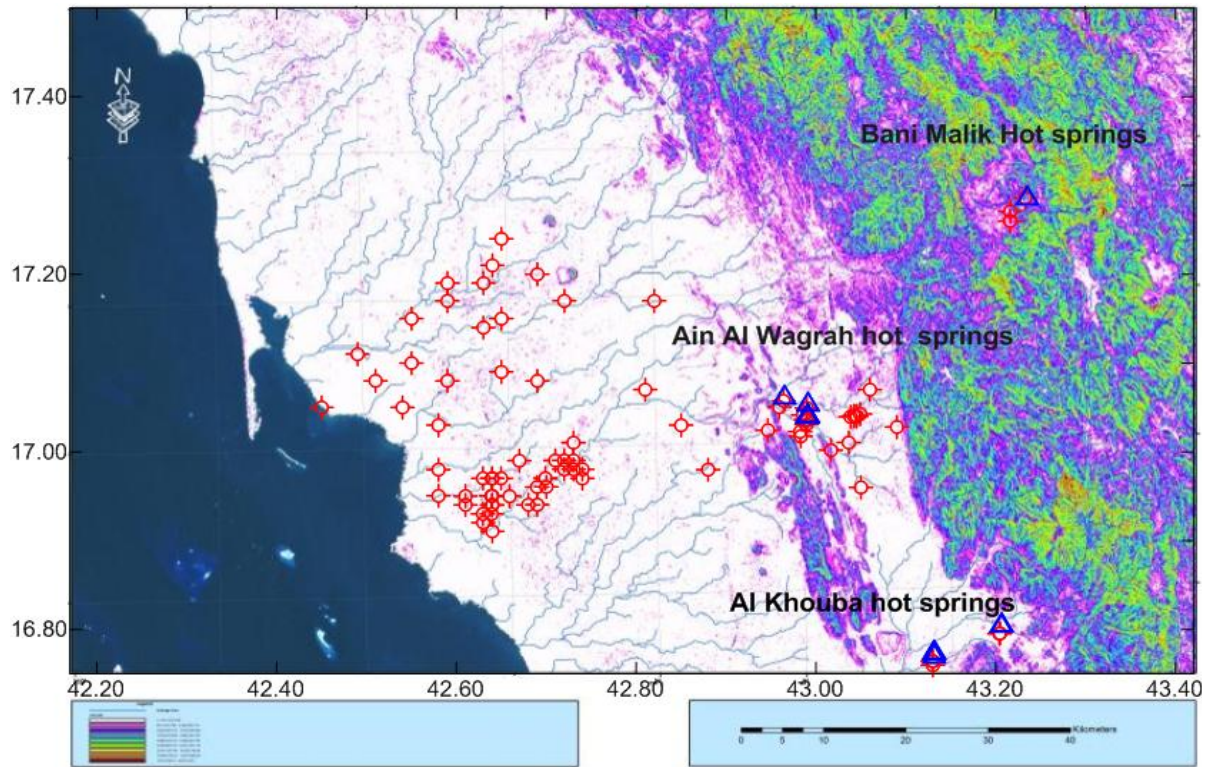 N
17.40
Bani Malik Hot springs
17.20
Ain Al Wagrah hot springs
17.00
Al Khouba hot springs
16.80
42.20 42.40 42.60 42.80 43.00 43.20 43.40
Legend
Kilometers
0 5 10 20 30 40